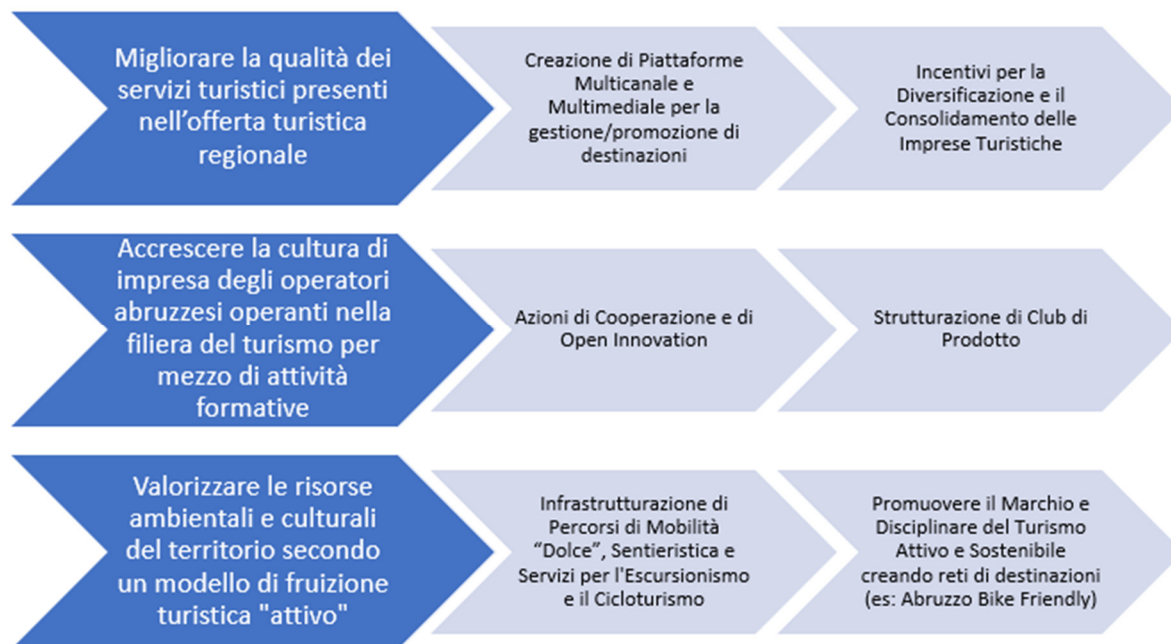 Migliorare la qualità dei
servizi turistici presenti
nell’offerta turistica
regionale
Creazione di Piattaforme
Multicanale e
Multimediale per la
gestione/promozione di
destinazioni
Incentivi per la
Diversificazione e il
Consolidamento delle
Imprese Turistiche
Accrescere la cultura di
impresa degli operatori
abruzzesi operanti nella
filiera del turismo per
mezzo di attività
formative
Azioni di Cooperazione e di
Open Innovation
Strutturazione di Club di
Prodotto
Valorizzare le risorse
ambientali e culturali
del territorio secondo
un modello di fruizione
turistica "attivo"
Infrastrutturazione di
Percorsi di Mobilità
“Dolce”, Sentieristica e
Servizi per l'Escursionismo
e il Cicloturismo
Promuovere il Marchio e
Disciplinare del Turismo
Attivo e Sostenibile
creando reti di destinazioni
(es: Abruzzo Bike Friendly)